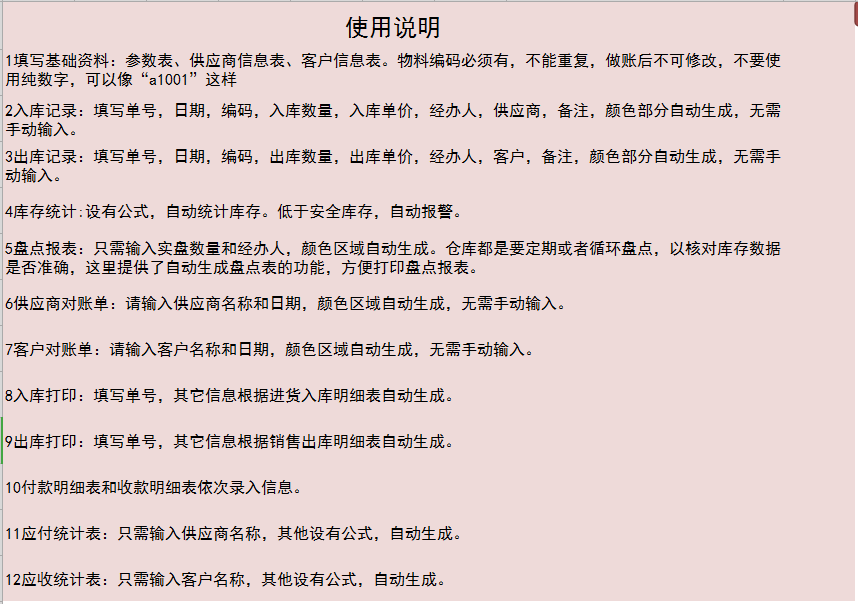 使用说明
1填写基础资料：参数表、供应商信息表、客户信息表。物料编码必须有，不能重复，做账后不可修改，不要使
用纯数字，可以像“a1001”这样
2入库记录：填写单号，日期，编码，入库数量，入库单价，经办人，供应商，备注，颜色部分自动生成，无需
手动输入。
3出库记录：填写单号，日期，编码，出库数量，出库单价，经办人，客户，备注，颜色部分自动生成，无需手
动输入。
4库存统计:设有公式，自动统计库存。低于安全库存，自动报警。
5盘点报表：只需输入实盘数量和经办人，颜色区域自动生成。仓库都是要定期或者循环盘点，以核对库存数据
是否准确，这里提供了自动生成盘点表的功能，方便打印盘点报表。
6供应商对账单：请输入供应商名称和日期，颜色区域自动生成，无需手动输入。
7客户对账单：请输入客户名称和日期，颜色区域自动生成，无需手动输入。
8入库打印：填写单号，其它信息根据进货入库明细表自动生成。
9出库打印：填写单号，其它信息根据销售出库明细表自动生成。
10付款明细表和收款明细表依次录入信息。
11应付统计表：只需输入供应商名称，其他设有公式，自动生成。
12应收统计表：只需输入客户名称，其他设有公式，自动生成。